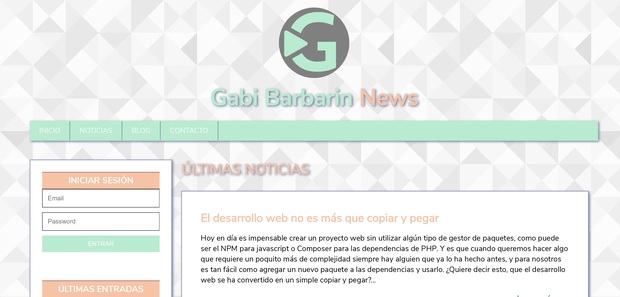 Gabi Barbarin News
INICIO
NOTICIAS
BLOG
CONTACTO
INICIAR SESIÓN
Email
Password
ENTRAR
ÚLTIMAS ENTRADAS
ÚLTIMAS NOTICIAS
El desarrollo web no es más que copiar y pegar
Hoy en día es impensable crear un proyecto web sin utilizar algún tipo de gestor de paquetes, como puede
ser el NPM para javascript o Composer para las dependencias de PHP. Y es que cuando queremos hacer algo
que requiere un poquito más de complejidad siempre hay alguien que ya lo ha hecho antes, y para nosotros
es tan fácil como agregar un nuevo paquete a las dependencias y usarlo. ¿Quiere decir esto, que el desarrollo
web se ha convertido en un simple copiar y pegar?...